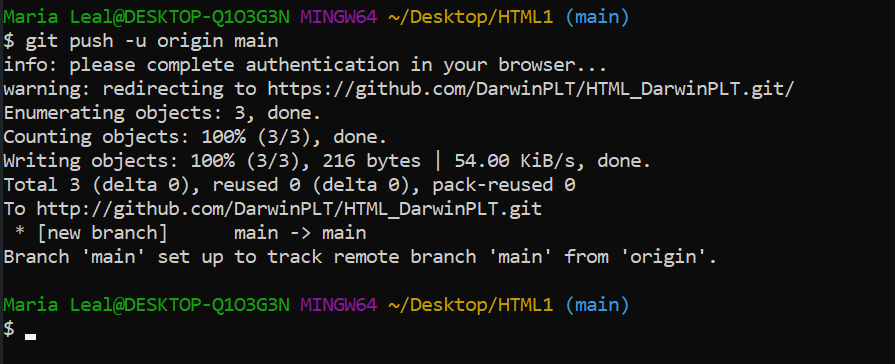 Maria Leal@DESKTOP-Q1O3G3N MINGW64 ~/Desktop/HTML1 (main)
$ git push -u origin main
info: please complete authentication in your browser...
warning: redirecting to https://github.com/DarwinPLT/HTML_DarwinPLT.git/
Enumerating objects: 3, done.
Counting objects: 100% (3/3), done.
Writing objects: 100% (3/3), 216 bytes | 54.00 KiB/s, done.
Total 3 (delta 0), reused 0 (delta 0), pack-reused 0
To http://github.com/DarwinPLT/HTML_DarwinPLT.git
 * [new branch]      main -> main
Branch 'main' set up to track remote branch 'main' from 'origin'.
Maria Leal@DESKTOP-Q1O3G3N MINGW64 ~/Desktop/HTML1 (main)
$